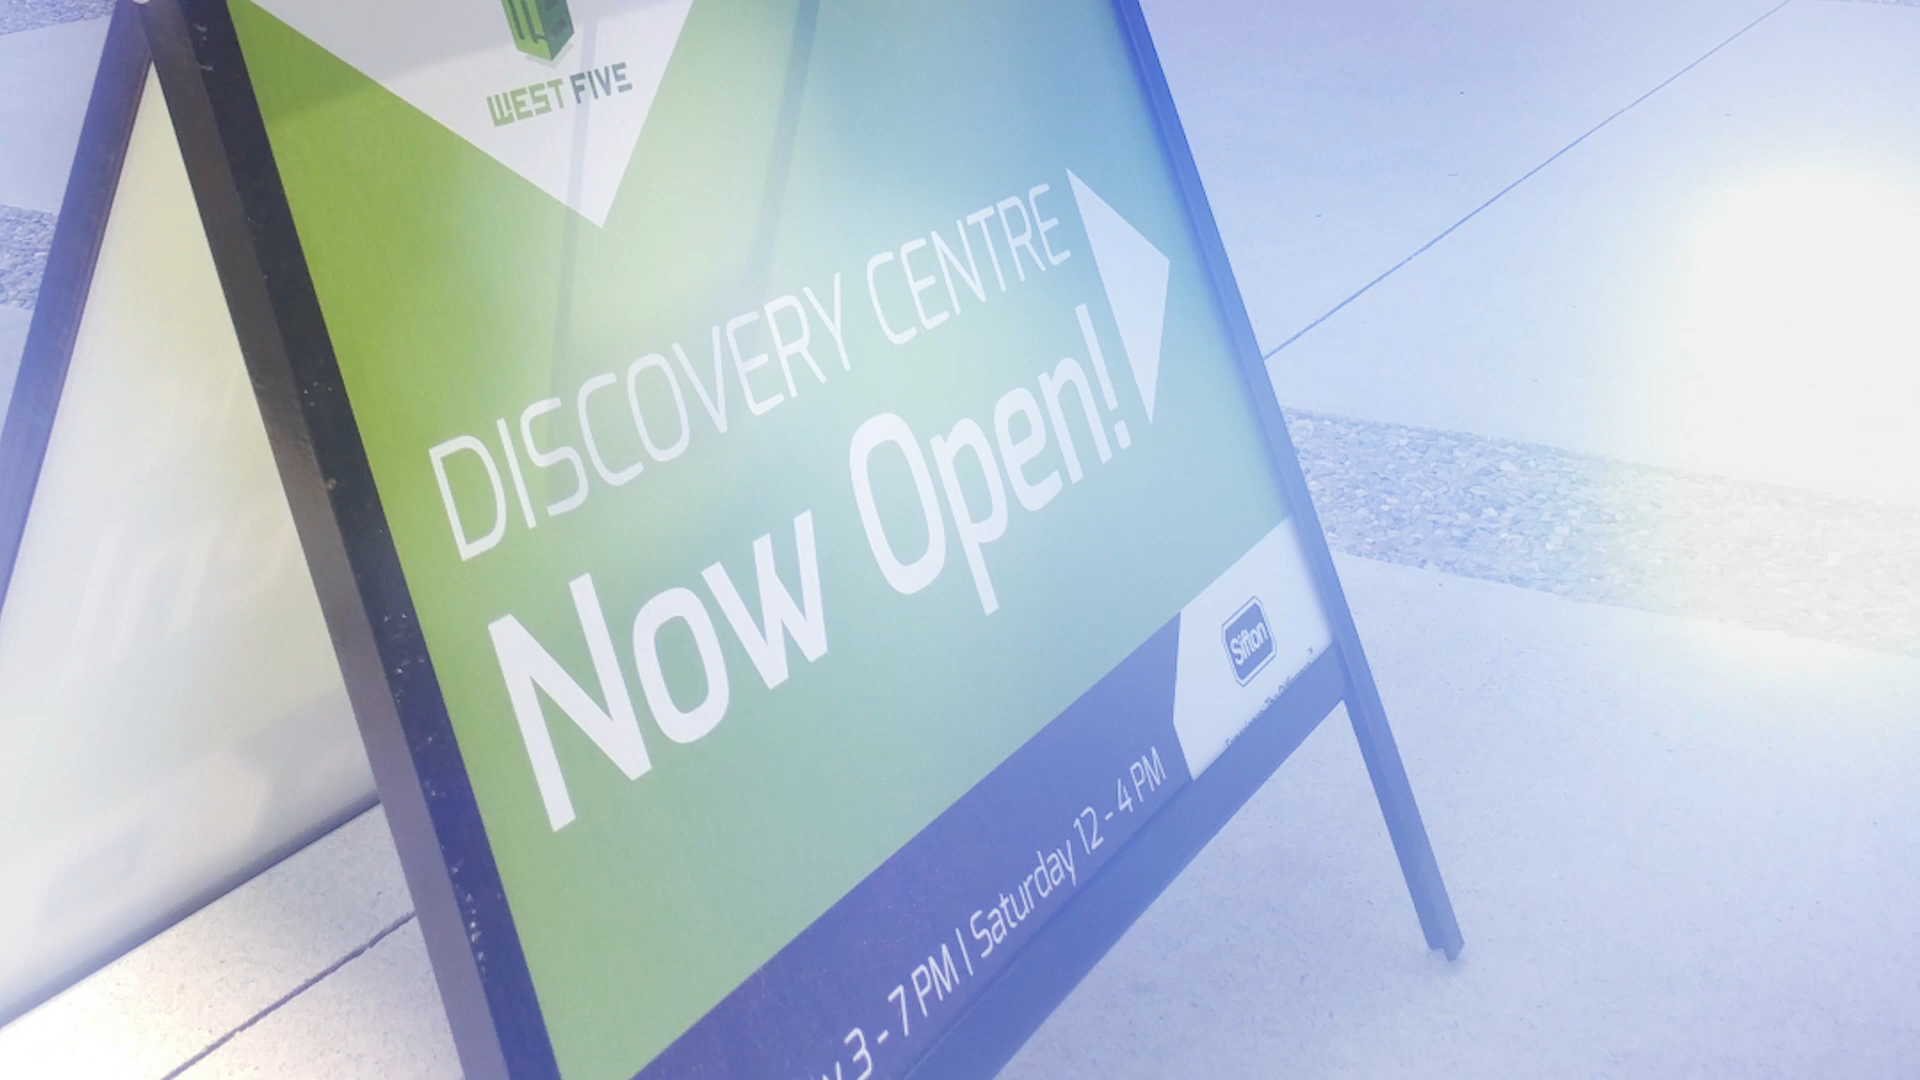 WEST FIVE
DISCOVERY CENTRE
Now Open!
3 - 7 PM | Saturday 12 - 4 PM
Sifton